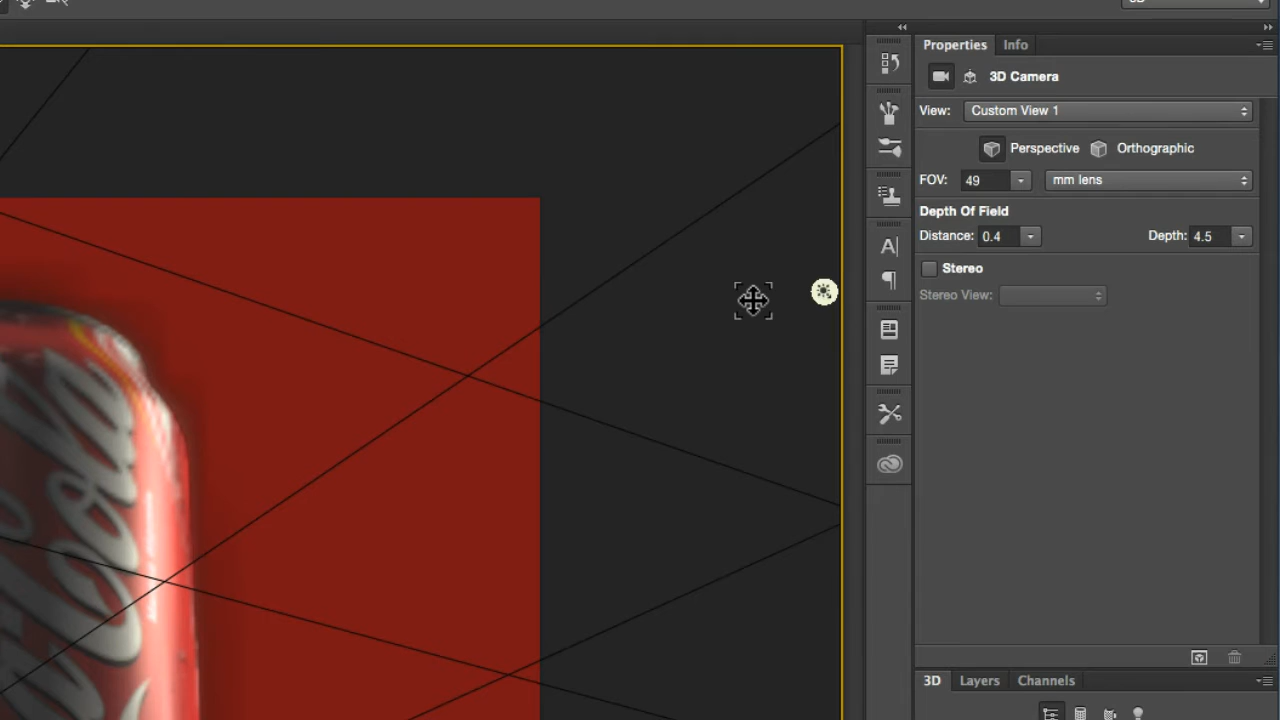 Properties Info
3D Camera
View: Custom View 1
Perspective Orthographic
FOV: 49 mm lens
Depth Of Field
Distance: 0.4 Depth: 4.5
Stereo
Stereo View:
3D Layers Channels